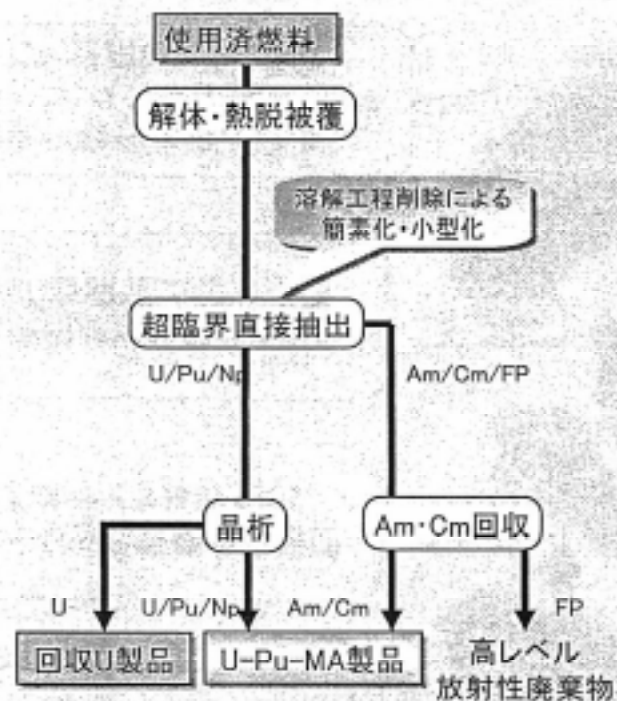 使用済燃料
解体・熱脱被覆
溶解工程削除による
簡素化・小型化
超臨界直接抽出
U/Pu/Np
Am/Cm/FP
晶析
Am・Cm回収
U
U/Pu/Np
Am/Cm
FP
回収U製品
U-Pu-MA製品
高レベル
放射性廃棄物